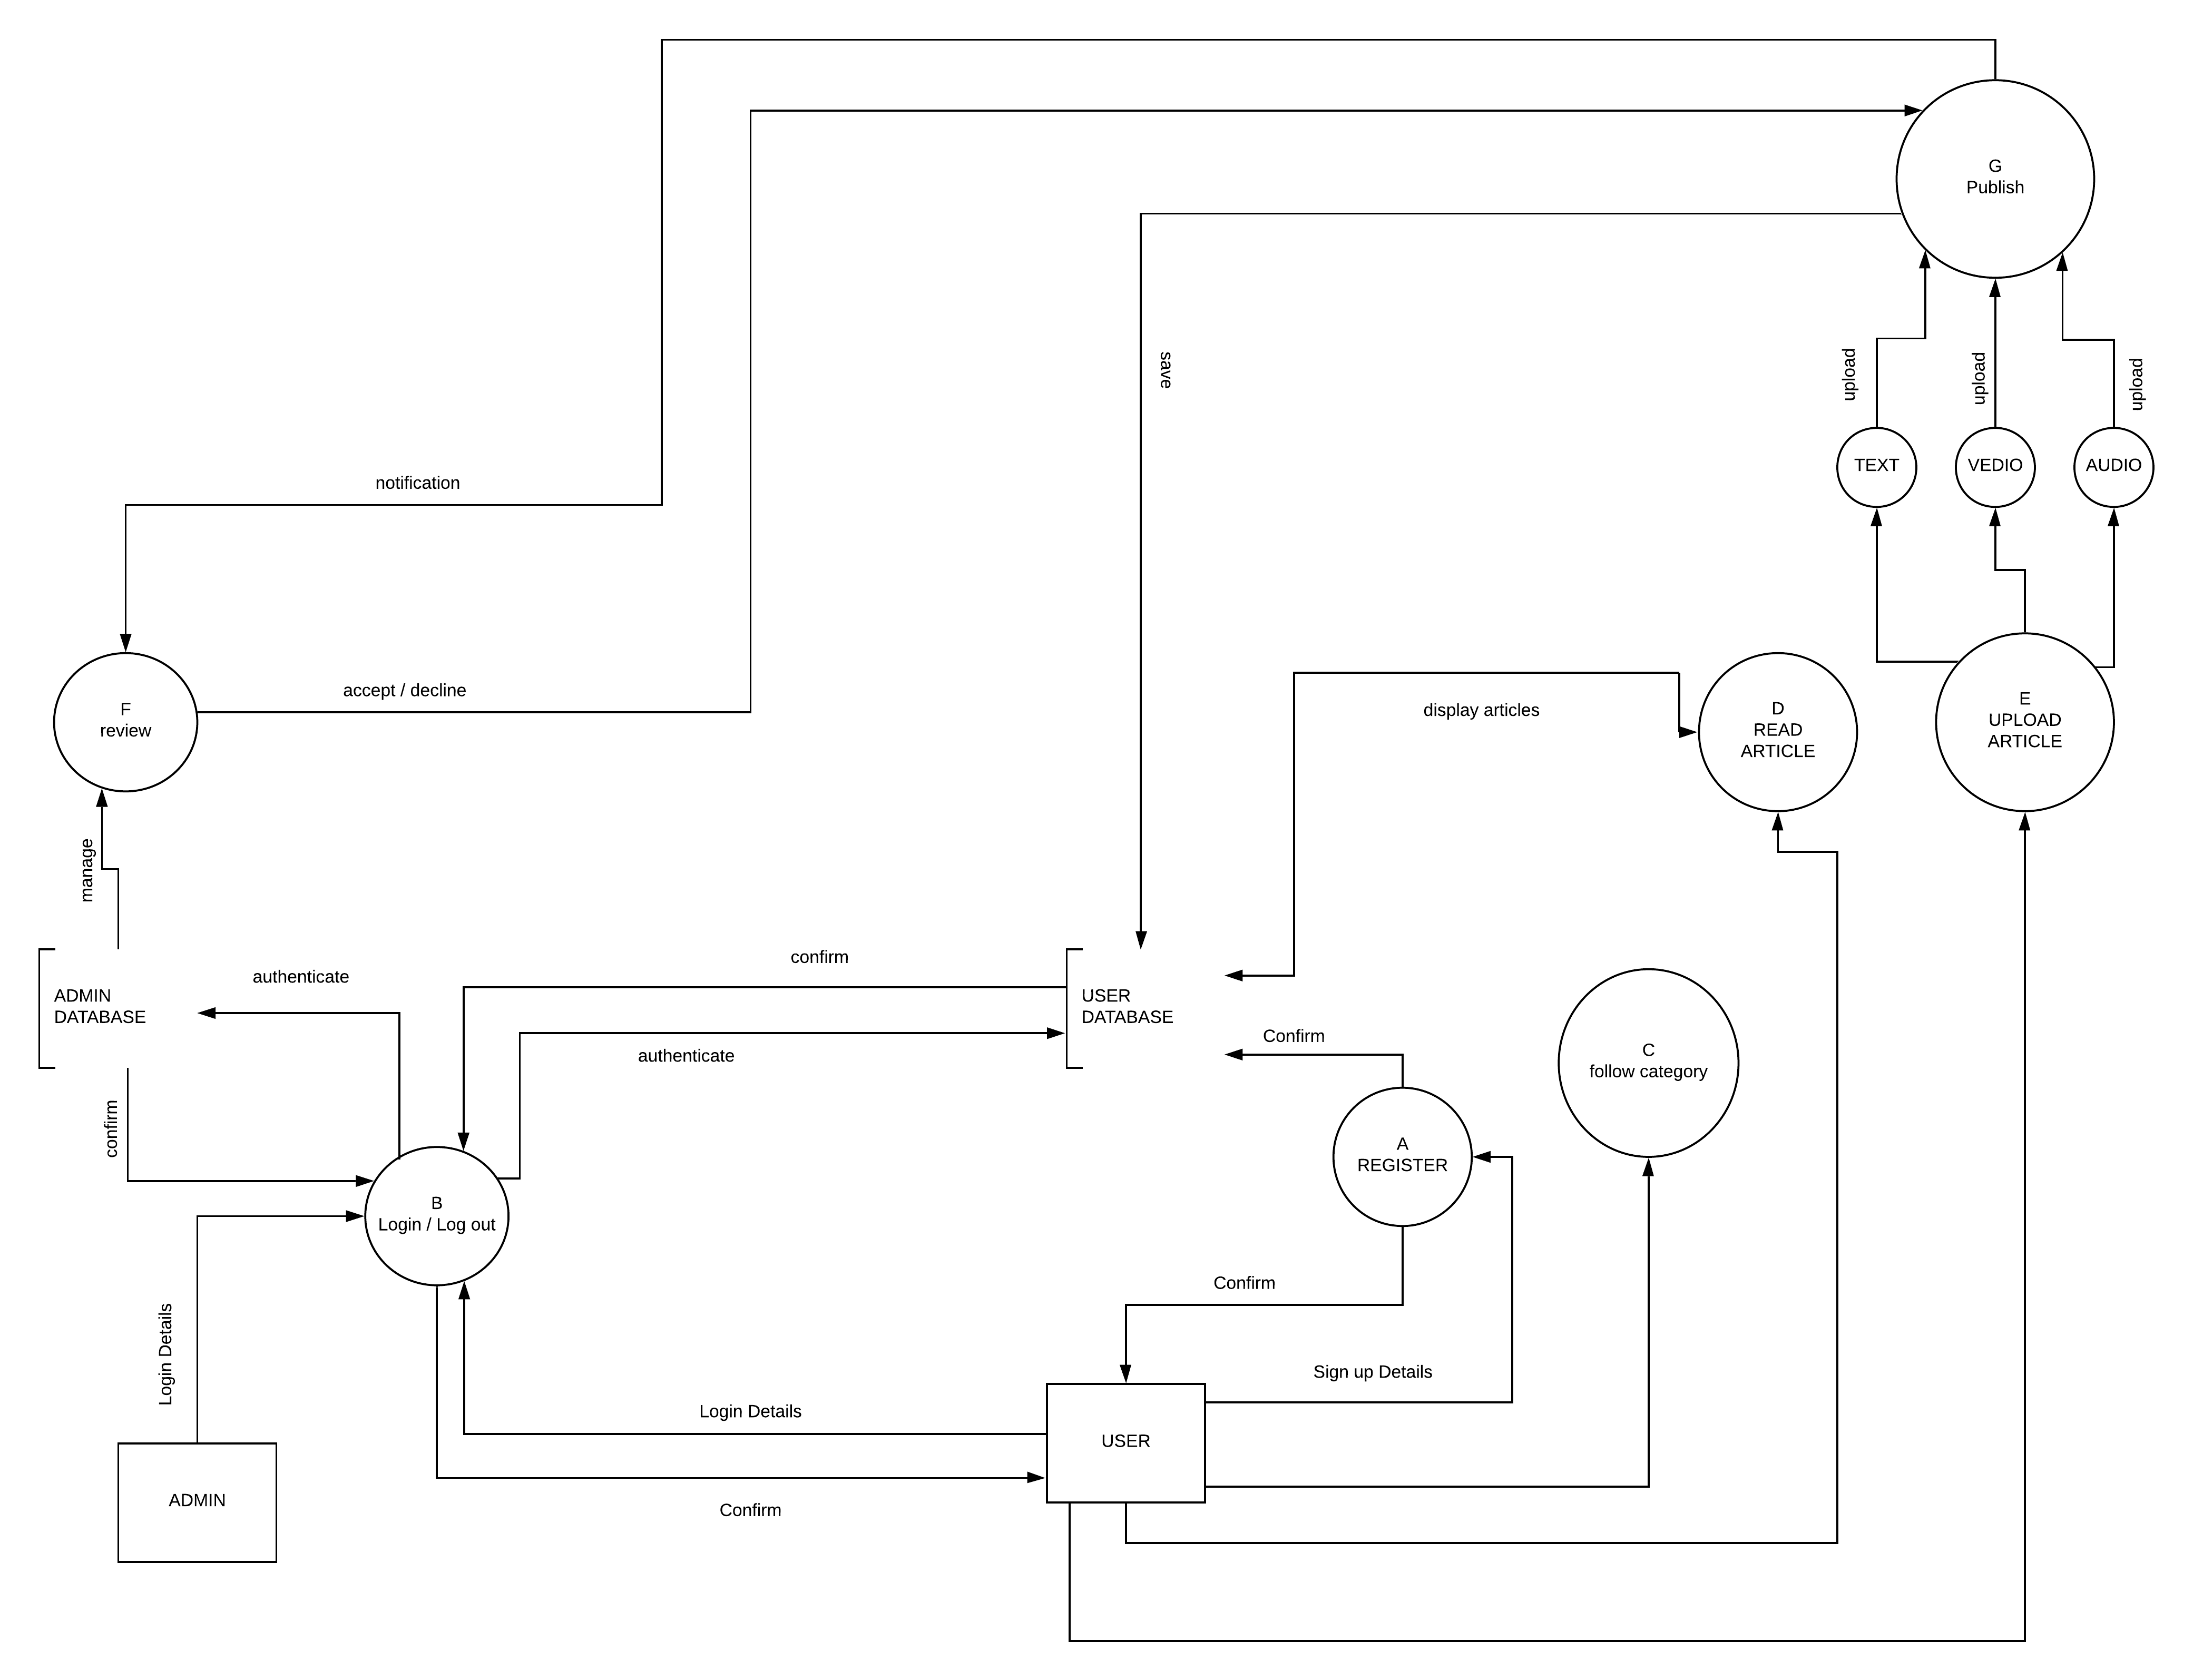 G
Publish
save
upload
upload
upload
TEXT
VEDIO
AUDIO
notification
accept / decline
F
review
display articles
D
READ
ARTICLE
E
UPLOAD
ARTICLE
manage
confirm
authenticate
ADMIN
DATABASE
USER
DATABASE
authenticate
Confirm
C
follow category
confirm
A
REGISTER
B
Login / Log out
Confirm
Login Details
Sign up Details
Login Details
USER
ADMIN
Confirm